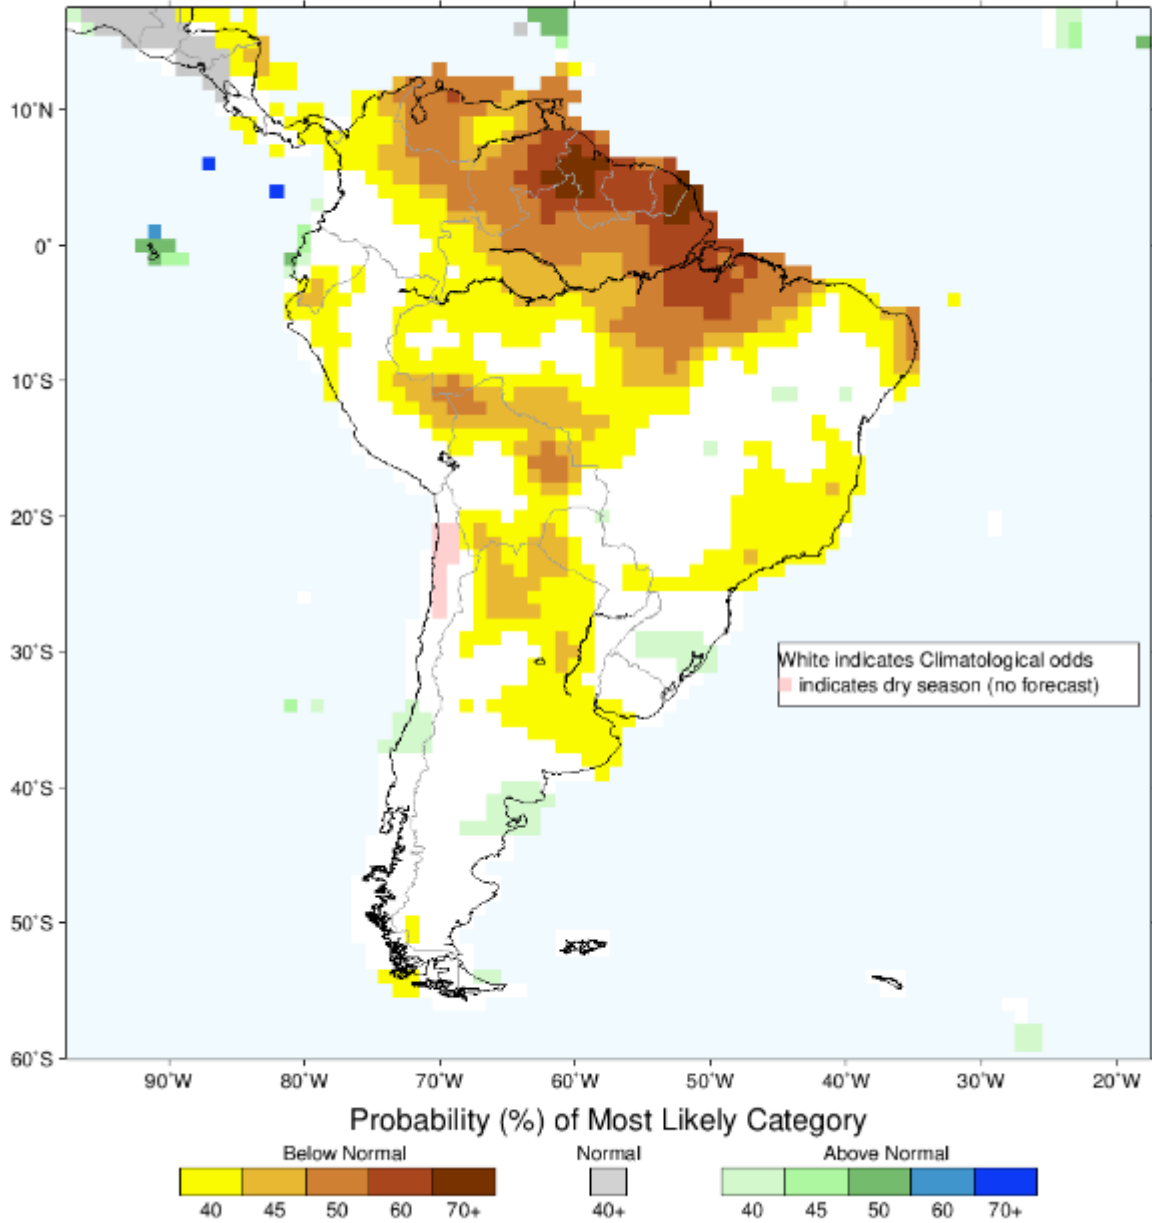 10˚N
0˚
10˚S
20˚S
30˚S
White indicates Climatological odds
indicates dry season (no forecast)
40˚S
50˚S
60˚S
90˚W 80˚W 70˚W 60˚W 50˚W 40˚W 30˚W 20˚W
Probability (%) of Most Likely Category
Below Normal Normal Above Normal
40 45 50 60 70+ 40+ 40 45 50 60 70+